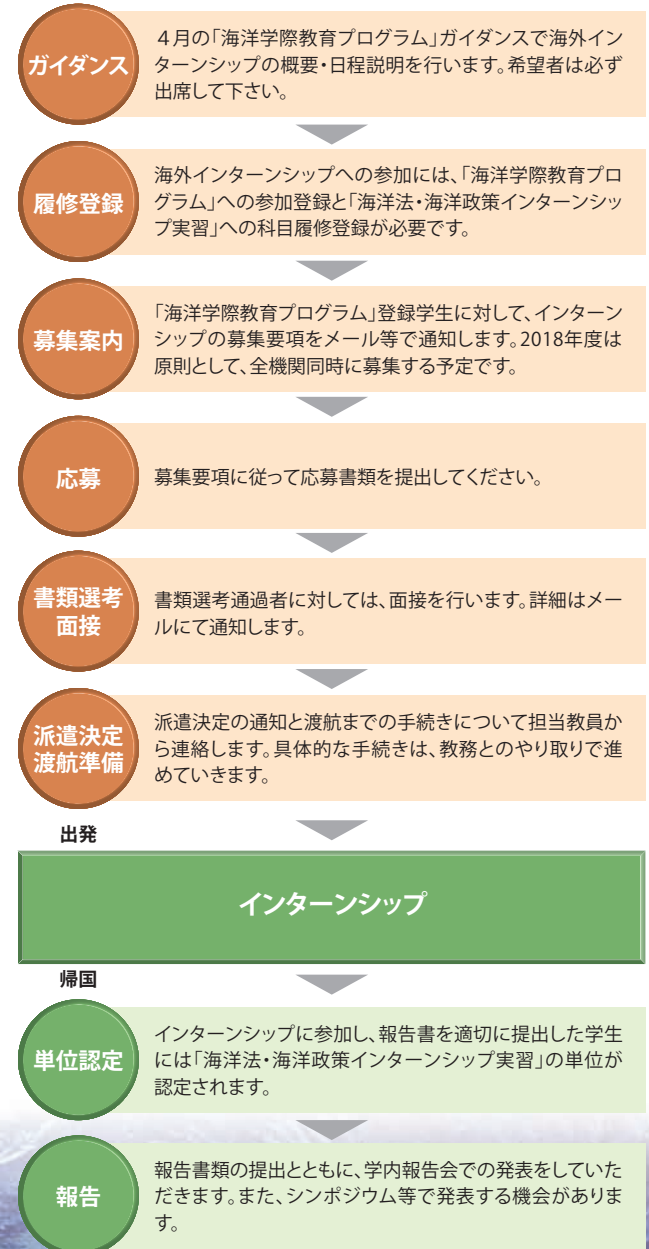 ガイダンス
４月の「海洋学際教育プログラム」ガイダンスで海外イン
ターンシップの概要・日程説明を行います。希望者は必ず
出席して下さい。
履修登録
海外インターンシップへの参加には、「海洋学際教育プロ
グラム」への参加登録と「海洋法・海洋政策インターンシッ
プ実習」への科目履修登録が必要です。
募集案内
「海洋学際教育プログラム」登録学生に対して、インターン
シップの募集要項をメール等で通知します。2018年度は
原則として、全機関同時に募集する予定です。
応募
募集要項に従って応募書類を提出してください。
書類選考
面接
書類選考通過者に対しては、面接を行います。詳細はメー
ルにて通知します。
派遣決定
渡航準備
派遣決定の通知と渡航までの手続きについて担当教員か
ら連絡します。具体的な手続きは、教務とのやり取りで進
めていきます。
出発
インターンシップ
帰国
単位認定
インターンシップに参加し、報告書を適切に提出した学生
には「海洋法・海洋政策インターンシップ実習」の単位が
認定されます。
報告
報告書類の提出とともに、学内報告会での発表をしていた
だきます。また、シンポジウム等で発表する機会がありま
す。